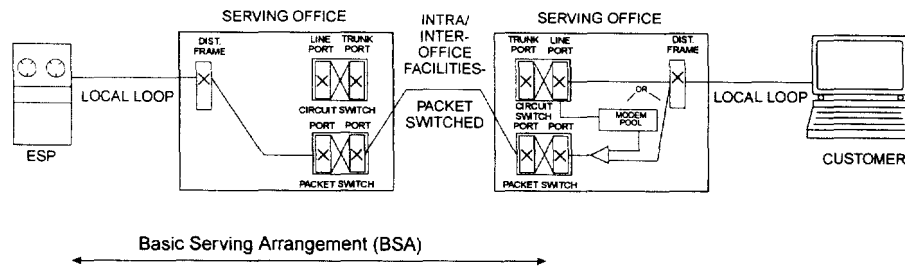 SERVING OFFICE
INTRA/
INTER-
OFFICE
FACILITIES-
PACKET
SWITCHED
SERVING OFFICE
DIST.
FRAME
LINE
PORT
TRUNK
PORT
CIRCUIT SWITCH
PORT
PORT
PACKET SWITCH
LOCAL LOOP
ESP
TRUNK
PORT
LINE
PORT
CIRCUIT
SWITCH
PORT
PORT
PACKET SWITCH
OR
MODEM
POOL
DIST.
FRAME
LOCAL LOOP
CUSTOMER
Basic Serving Arrangement (BSA)